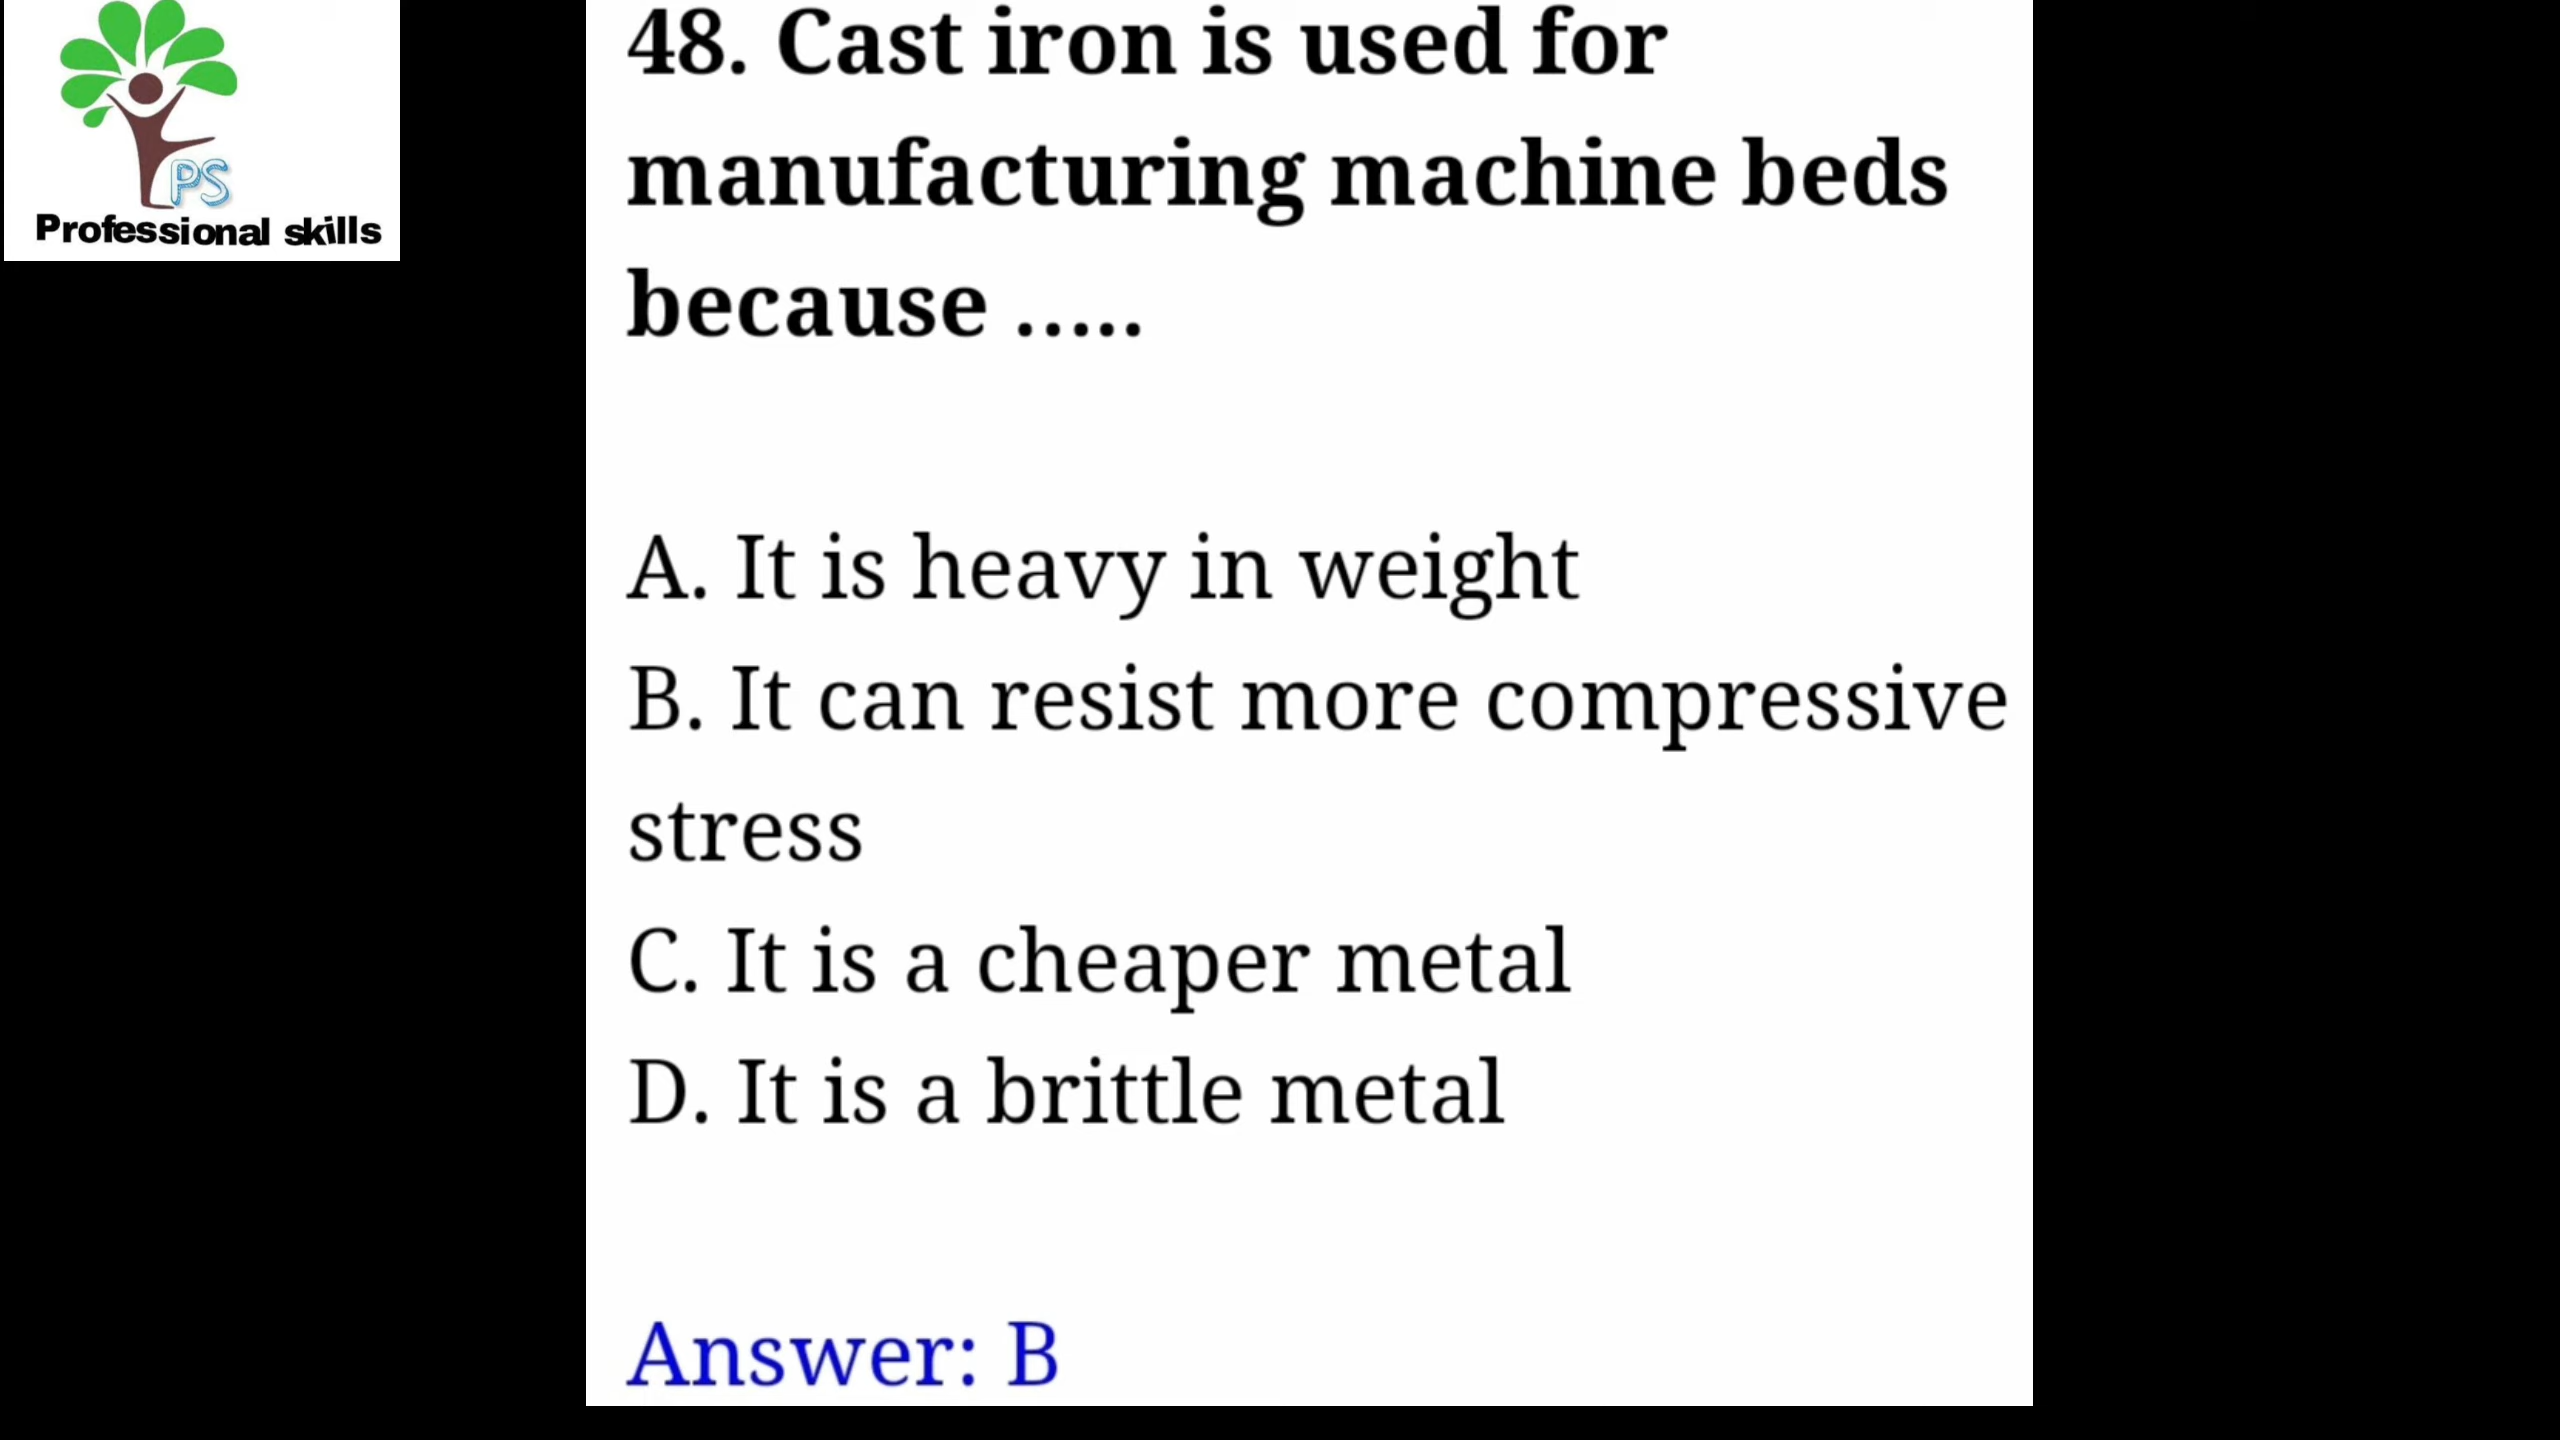 PS
Professional skills
48. Cast iron is used for
manufacturing machine beds
because .....
A. It is heavy in weight
B. It can resist more compressive
stress
C. It is a cheaper metal
D. It is a brittle metal
Answer: B